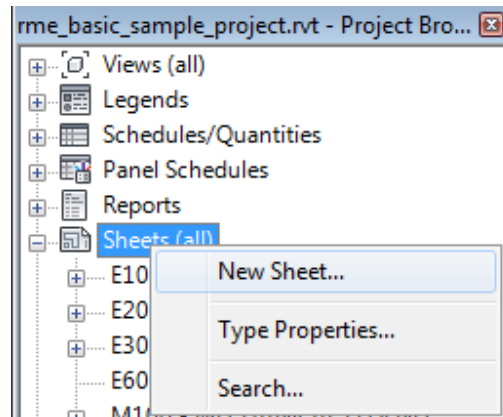 rme_basic_sample_project.rvt - Project Bro...
Views (all)
Legends
Schedules/Quantities
Panel Schedules
Reports
Sheets (all)
New Sheet...
Type Properties...
Search...
E10
E20
E30
E60